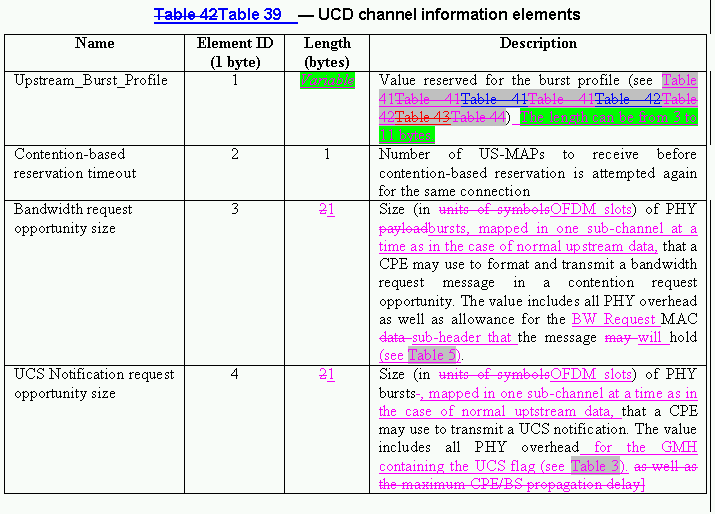 Table 42Table 39 — UCD channel information elements
Name
Element ID
(1 byte)
Length
(bytes)
Description
Upstream_Burst_Profile
1
Variable
Value reserved for the burst profile (see Table
41Table 41Table 41Table 41Table 42Table
42Table 43Table 44) The length can be from 3 to
11 bytes.
Contention-based
reservation timeout
2
1
Number of US-MAPs to receive before
contention-based reservation is attempted again
for the same connection
Bandwidth request
opportunity size
3
21
Size (in units of symbolsOFDM slots) of PHY
payloadbursts, mapped in one sub-channel at a
time as in the case of normal upstream data, that a
CPE may use to format and transmit a bandwidth
request message in a contention request
opportunity. The value includes all PHY overhead
as well as allowance for the BW Request MAC
data sub-header that the message may will hold
(see Table 5).
UCS Notification request
opportunity size
4
21
Size (in units of symbolsOFDM slots) of PHY
bursts , mapped in one sub-channel at a time as in
the case of normal uptstream data, that a CPE
may use to transmit a UCS notification. The value
includes all PHY overhead for the GMH
containing the UCS flag (see Table 3). as well as
the maximum CPE/BS propagation delay]